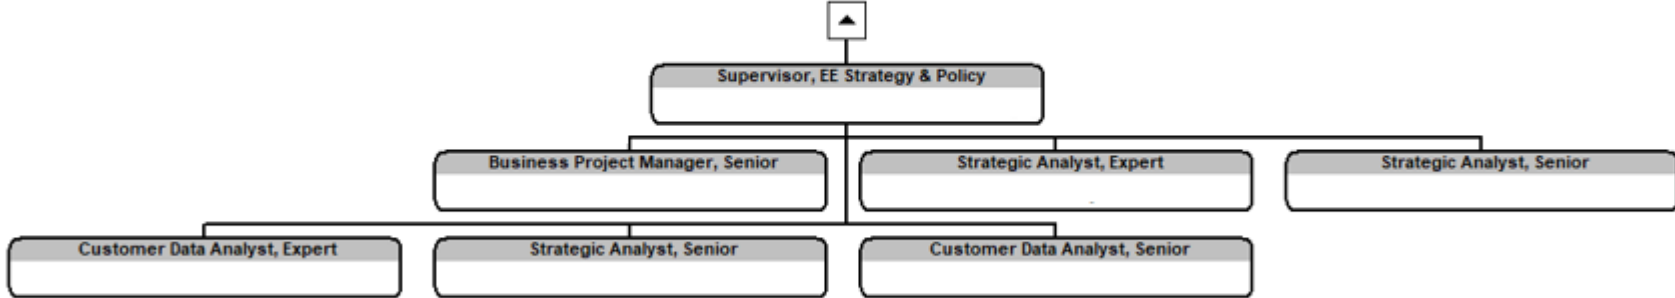 Supervisor, EE Strategy & Policy
Business Project Manager, Senior
Strategic Analyst, Expert
Strategic Analyst, Senior
Customer Data Analyst, Expert
Strategic Analyst, Senior
Customer Data Analyst, Senior